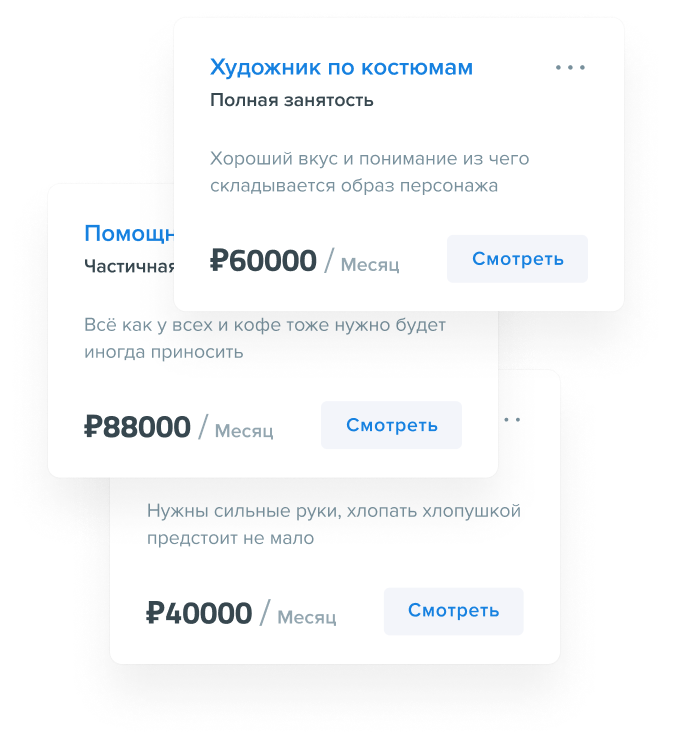 Художник по костюмам
Полная занятость
Хороший вкус и понимание из чего
складывается образ персонажа
₽60000 / Месяц
Смотреть
Помощн
Частичная
Всё как у всех и кофе тоже нужно будет
иногда приносить
₽88000 / Месяц
Смотреть
Нужны сильные руки, хлопать хлопушкой
предстоит не мало
₽40000 / Месяц
Смотреть